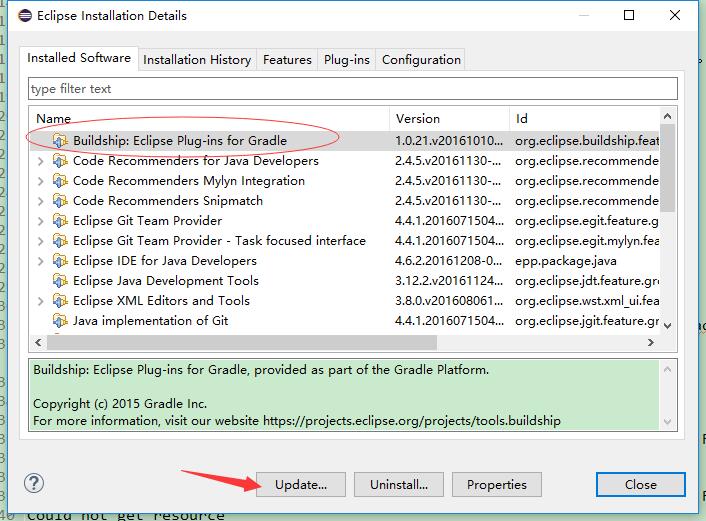 Eclipse Installation Details
Installed Software Installation History Features Plug-ins Configuration
type filter text
Name Version Id
Buildship: Eclipse Plug-ins for Gradle 1.0.21.v20161010... org.eclipse.buildship.feat
Code Recommenders for Java Developers 2.4.5.v20161130-... org.eclipse.recommende
Code Recommenders Mylyn Integration 2.4.5.v20161130-... org.eclipse.recommende
Code Recommenders Snipmatch 2.4.5.v20161130-... org.eclipse.recommende
Eclipse Git Team Provider 4.4.1.2016071504... org.eclipse.egit.feature.g
Eclipse Git Team Provider - Task focused interface 4.4.1.2016071504... org.eclipse.egit.mylyn.fea
Eclipse IDE for Java Developers 4.6.2.20161208-0... epp.package.java
Eclipse Java Development Tools 3.12.2.v20161124... org.eclipse.jdt.feature.gr
Eclipse XML Editors and Tools 3.8.0.v201608061... org.eclipse.wst.xml_ui.fea
Java implementation of Git 4.4.1.2016071504... org.eclipse.jgit.feature.gr
Buildship: Eclipse Plug-ins for Gradle, provided as part of the Gradle Platform.
Copyright (c) 2015 Gradle Inc.
For more information, visit our website https://projects.eclipse.org/projects/tools.buildship
Update... Uninstall... Properties Close
Could not get resource